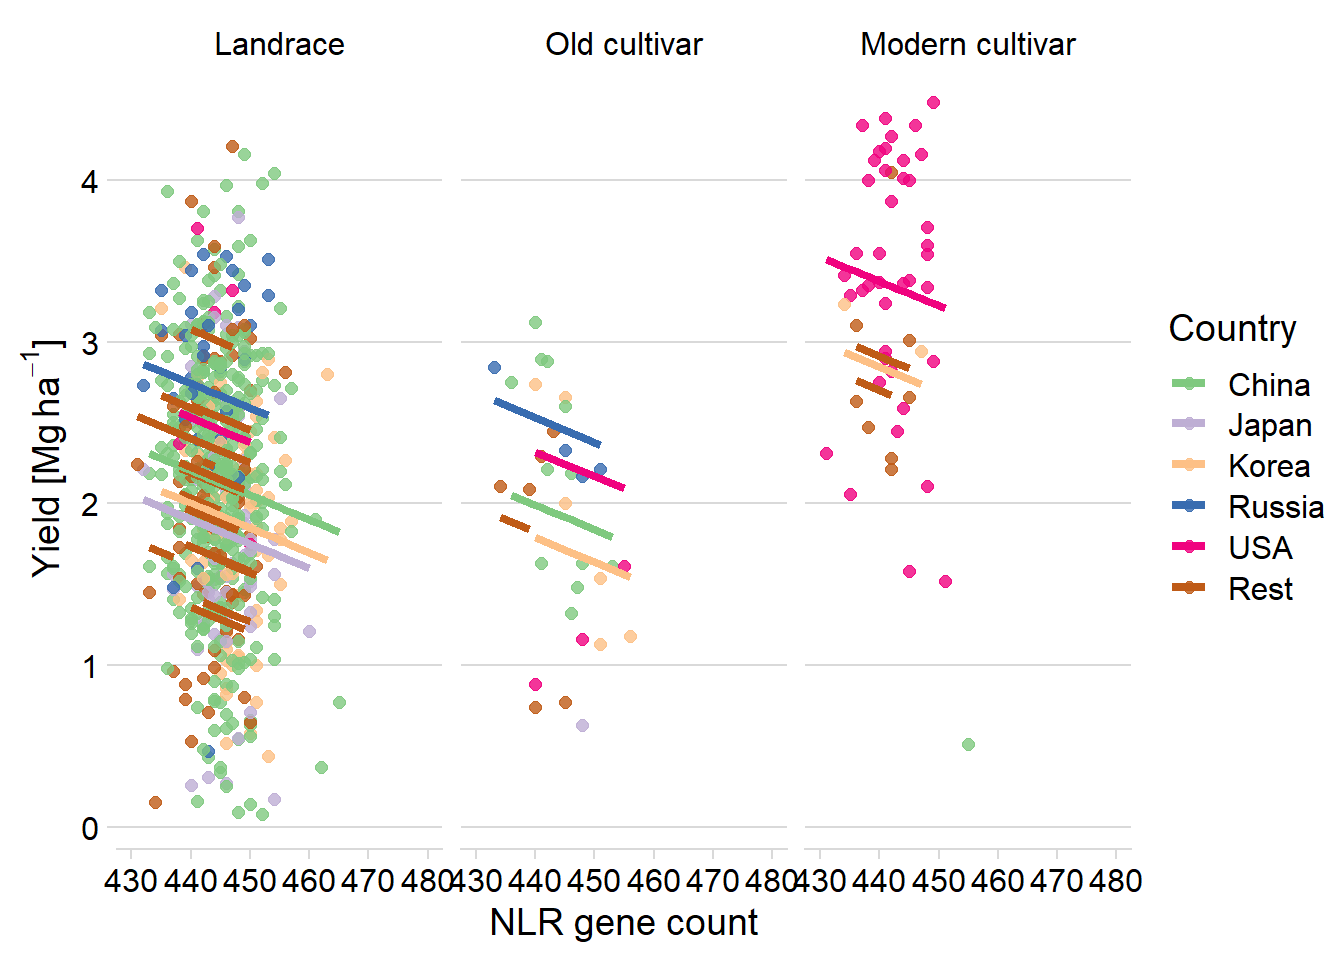 Landrace Old cultivar Modern cultivar
Yield [Mg ha⁻¹]
4
3
2
1
0
430 440 450 460 470 480 430 440 450 460 470 480 430 440 450 460 470 480
NLR gene count
Country
China
Japan
Korea
Russia
USA
Rest